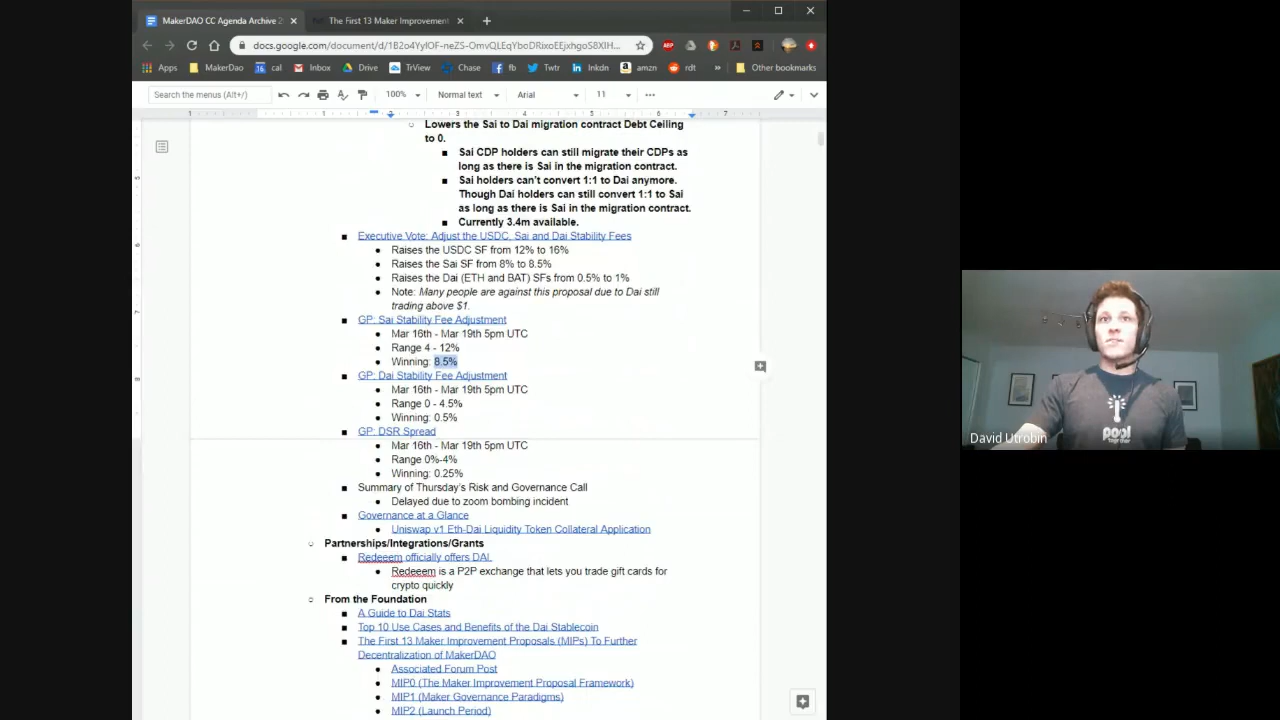 MakerDAO CC Agenda Archive 2
The First 13 Maker Improvement
docs.google.com/document/d/1B2o4YylOF-neZS-OmvQLEqYboDRixoEEjxhgoS8XIH...
Apps MakerDao cal Inbox Drive TrView Chase fb Twtr Inkdn amzn rdt » Other bookmarks
Search the menus (Alt+/) 100% Normal text Arial 11
Lowers the Sai to Dai migration contract Debt Ceiling
to 0.
Sai CDP holders can still migrate their CDPs as
long as there is Sai in the migration contract.
Sai holders can't convert 1:1 to Dai anymore.
Though Dai holders can still convert 1:1 to Sai
as long as there is Sai in the migration contract.
Currently 3.4m available.
Executive Vote: Adjust the USDC, Sai and Dai Stability Fees
Raises the USDC SF from 12% to 16%
Raises the Sai SF from 8% to 8.5%
Raises the Dai (ETH and BAT) SFs from 0.5% to 1%
Note: Many people are against this proposal due to Dai still
trading above $1.
GP: Sai Stability Fee Adjustment
Mar 16th - Mar 19th 5pm UTC
Range 4 - 12%
Winning: 8.5%
GP: Dai Stability Fee Adjustment
Mar 16th - Mar 19th 5pm UTC
Range 0 - 4.5%
Winning: 0.5%
GP: DSR Spread
Mar 16th - Mar 19th 5pm UTC
Range 0%-4%
Winning: 0.25%
Summary of Thursday's Risk and Governance Call
Delayed due to zoom bombing incident
Governance at a Glance
Uniswap v1 Eth-Dai Liquidity Token Collateral Application
Partnerships/Integrations/Grants
Redeeem officially offers DAI.
Redeeem is a P2P exchange that lets you trade gift cards for
crypto quickly
From the Foundation
A Guide to Dai Stats
Top 10 Use Cases and Benefits of the Dai Stablecoin
The First 13 Maker Improvement Proposals (MIPs) To Further
Decentralization of MakerDAO
Associated Forum Post
MIP0 (The Maker Improvement Proposal Framework)
MIP1 (Maker Governance Paradigms)
MIP2 (Launch Period)
David Utrobin
pool
together